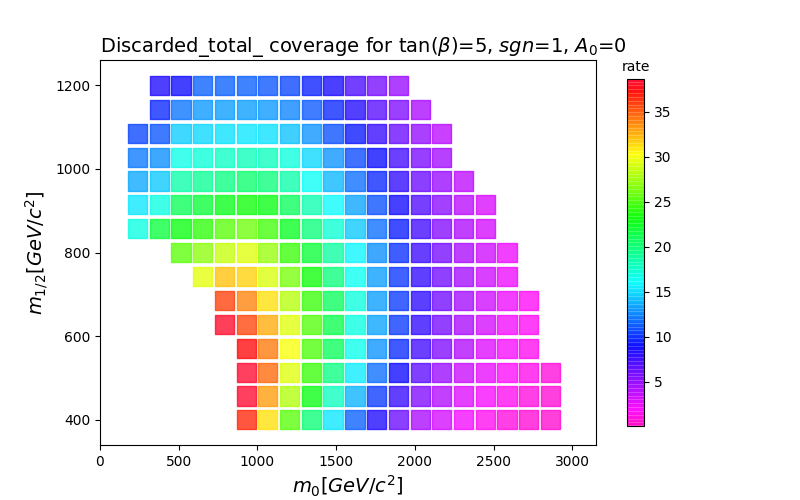 Discarded_total_ coverage for tan(β)=5, sgn=1, A₀=0
rate
1200
1000
800
600
400
m₁/₂[GeV/c²]
0 500 1000 1500 2000 2500 3000
m₀[GeV/c²]
35
30
25
20
15
10
5